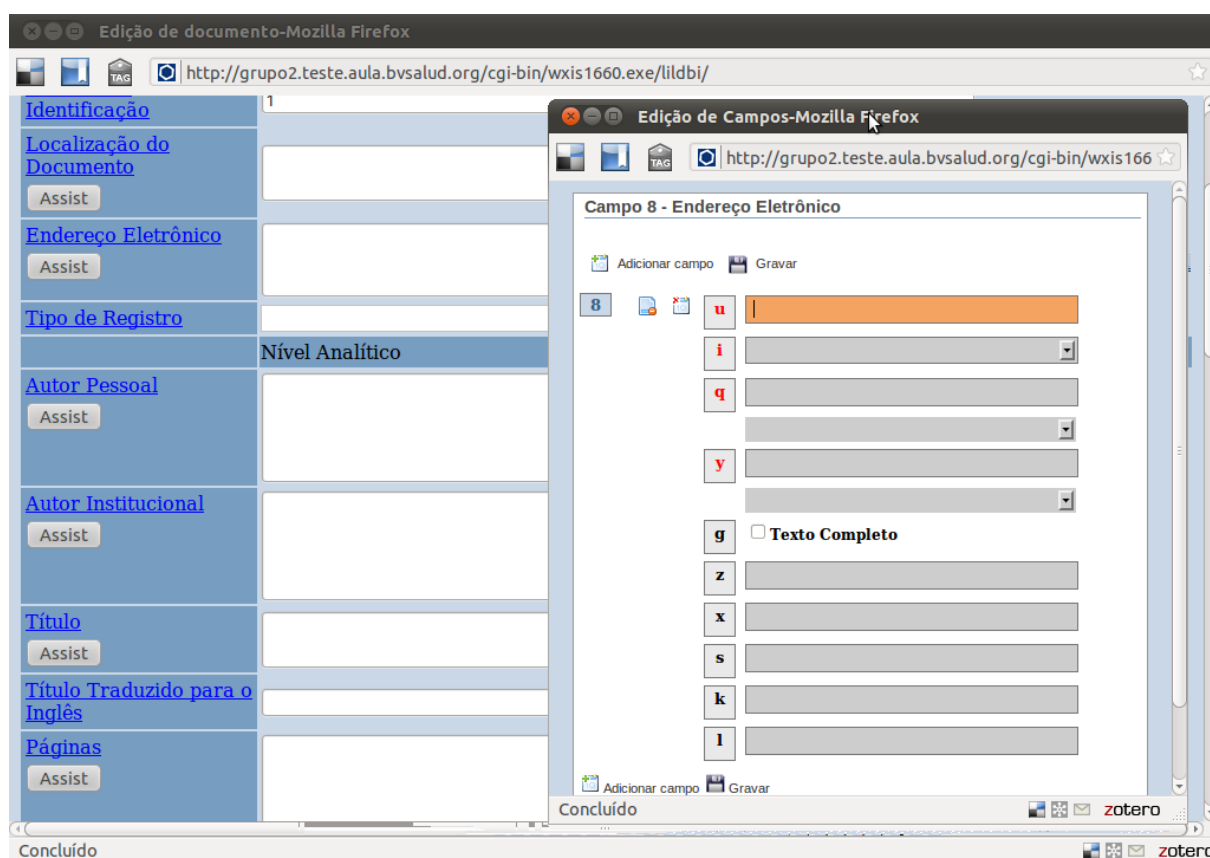 Edição de documento-Mozilla Firefox
TAG
http://grupo2.teste.aula.bvsalud.org/cgi-bin/wxis1660.exe/lildbi/
Identificação
1
Localização do
Documento
Assist
Endereço Eletrônico
Assist
Tipo de Registro
Nível Analítico
Autor Pessoal
Assist
Autor Institucional
Assist
Título
Assist
Título Traduzido para o
Inglês
Páginas
Assist
Concluído
zotero
Edição de Campos-Mozilla Firefox
TAG
http://grupo2.teste.aula.bvsalud.org/cgi-bin/wxis166
Campo 8 - Endereço Eletrônico
Adicionar campo Gravar
8 u
i
q
y
g Texto Completo
z
x
s
k
l
Adicionar campo Gravar
Concluído
zotero